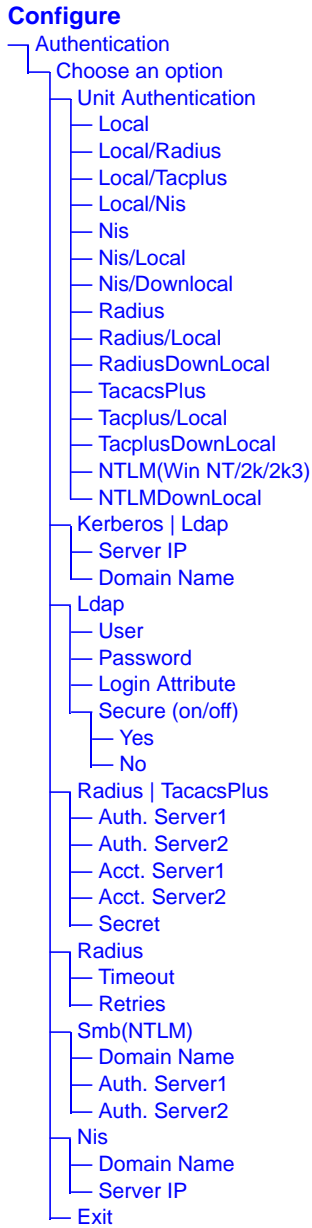 Configure
Authentication
Choose an option
Unit Authentication
Local
Local/Radius
Local/Tacplus
Local/Nis
Nis
Nis/Local
Nis/Downlocal
Radius
Radius/Local
RadiusDownLocal
TacacsPlus
Tacplus/Local
TacplusDownLocal
NTLM(Win NT/2k/2k3)
NTLMDownLocal
Kerberos | Ldap
Server IP
Domain Name
Ldap
User
Password
Login Attribute
Secure (on/off)
Yes
No
Radius | TacacsPlus
Auth. Server1
Auth. Server2
Acct. Server1
Acct. Server2
Secret
Radius
Timeout
Retries
Smb(NTLM)
Domain Name
Auth. Server1
Auth. Server2
Nis
Domain Name
Server IP
Exit